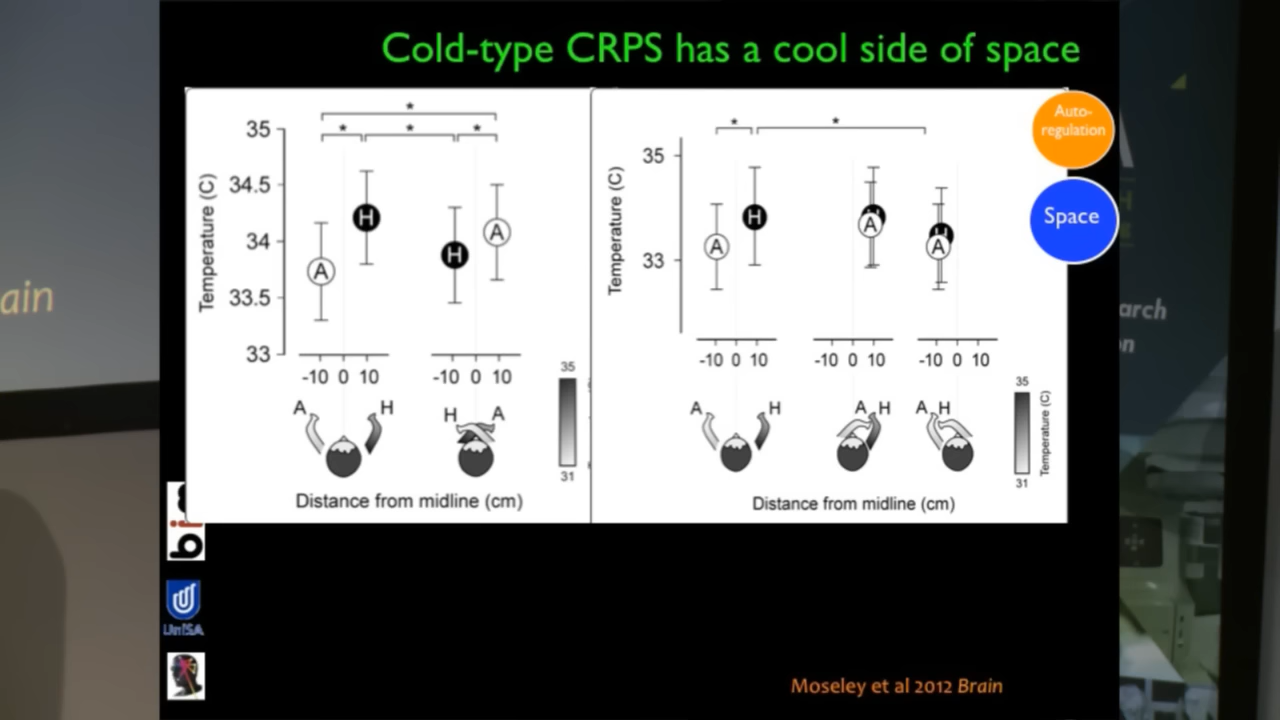 Cold-type CRPS has a cool side of space
Auto-
regulation
Space
ain
arch
on
35
34.5
34
33.5
33
Temperature (C)
* * * *
A H H A
-10 0 10 -10 0 10
A H H A
35
31
Distance from midline (cm)
35
33
Temperature (C)
* *
A H A H A
-10 0 10 -10 0 10 -10 0 10
A H A H A H
35
31
Temperature (C)
Distance from midline (cm)
UniSA
Moseley et al 2012 Brain